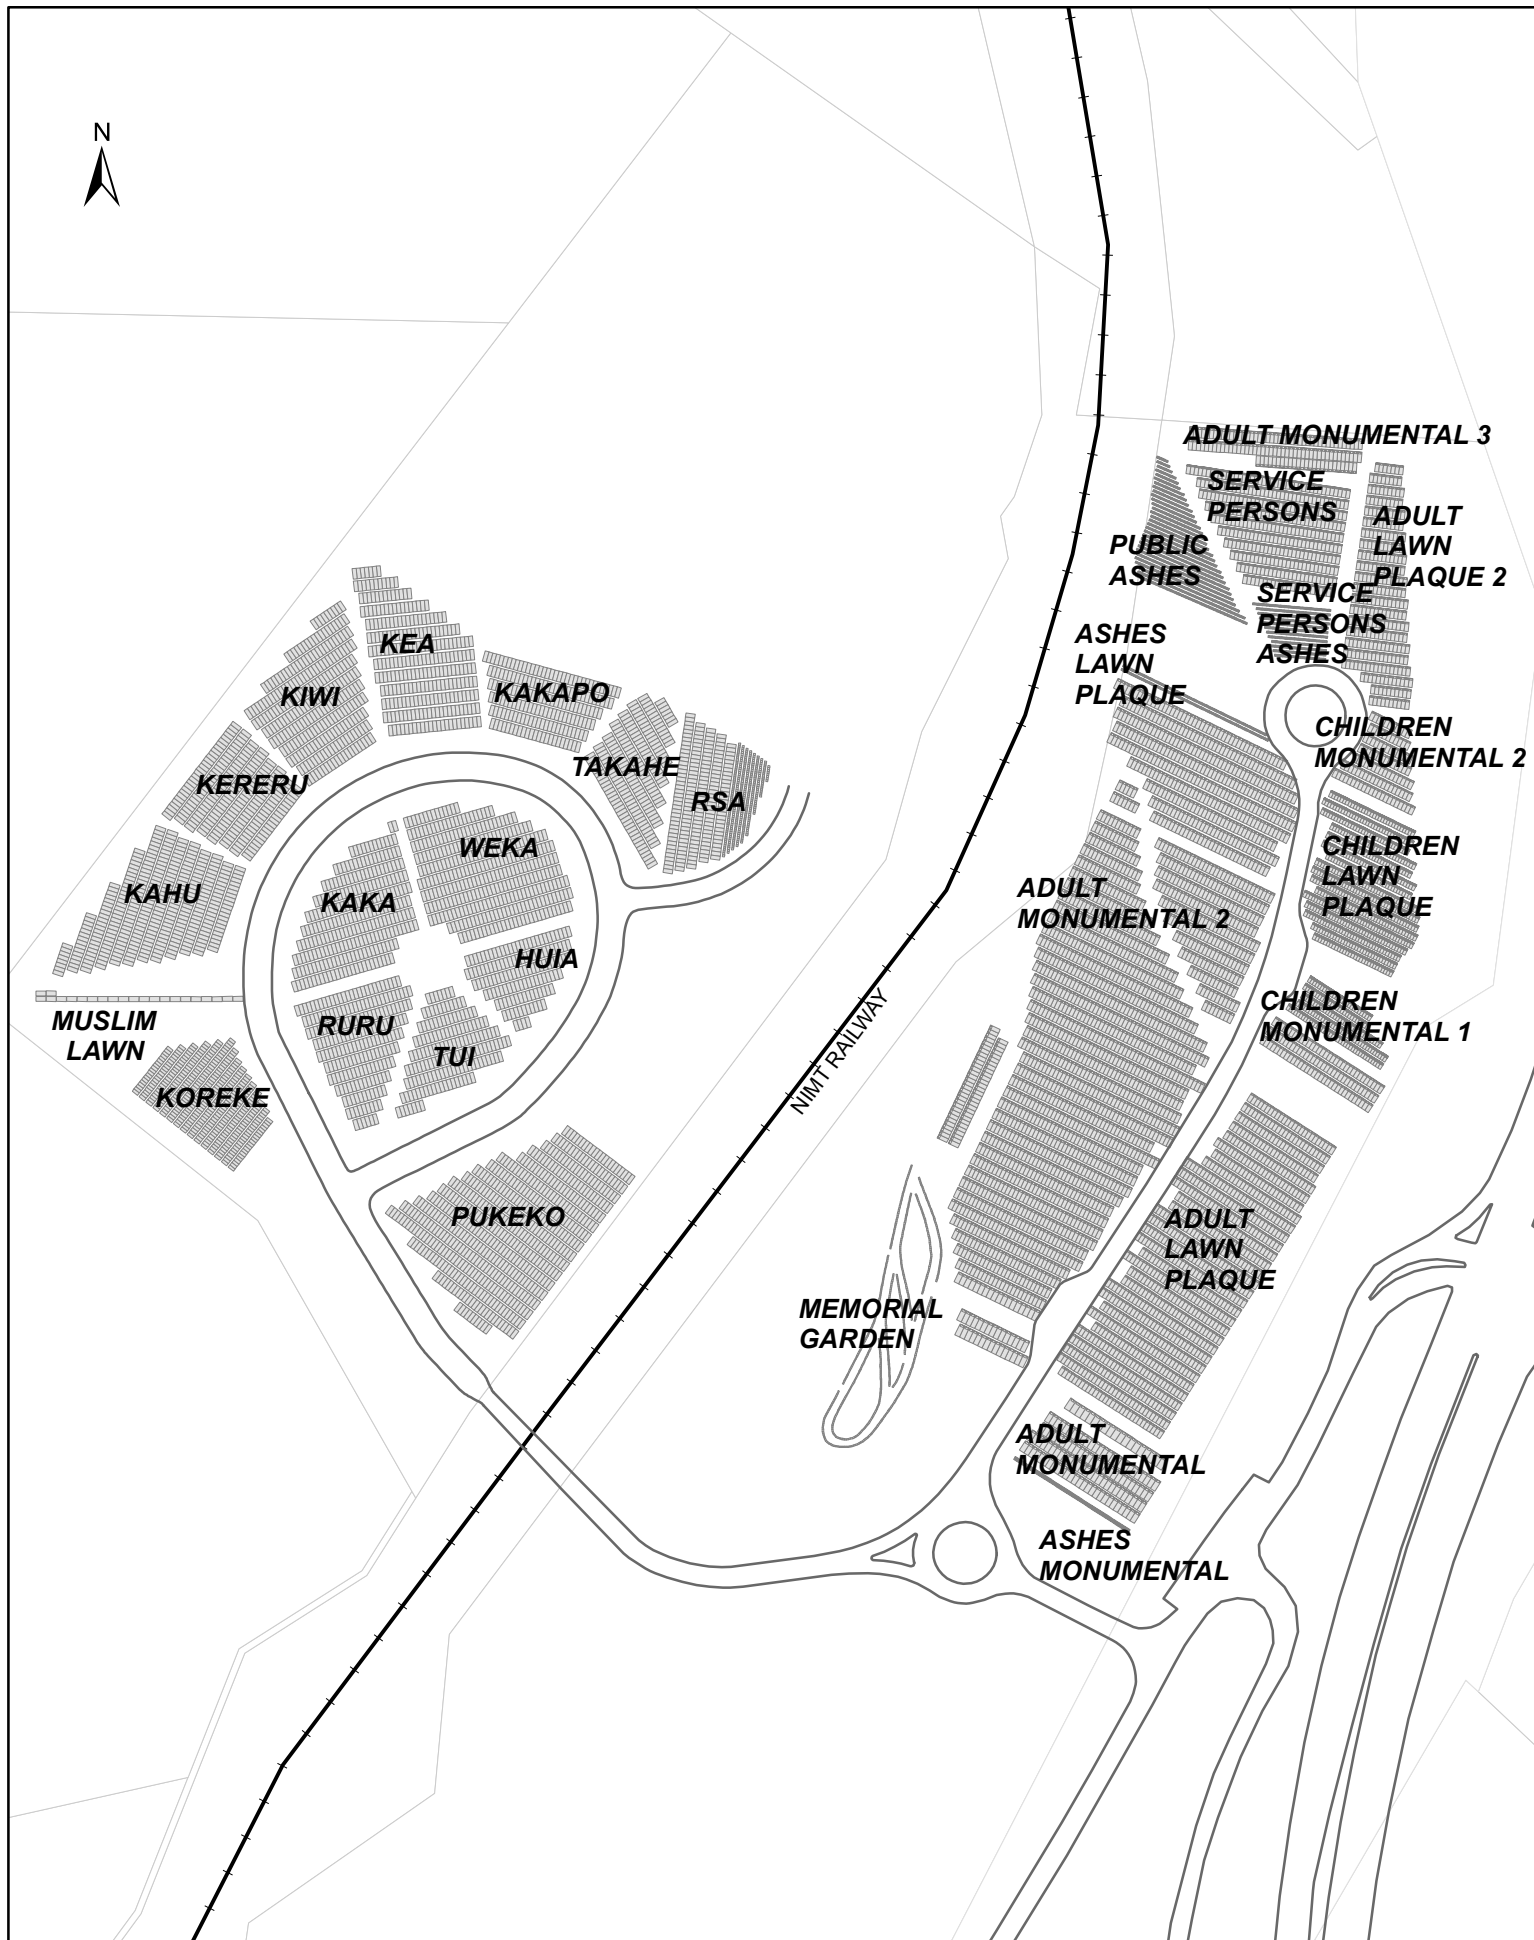 N
ADULT MONUMENTAL 3
SERVICE
PERSONS
ADULT
LAWN
PLAQUE 2
PUBLIC
ASHES
SERVICE
PERSONS
ASHES
ASHES
LAWN
PLAQUE
CHILDREN
MONUMENTAL 2
KEA
KIWI
KAKAPO
TAKAHE
KERERU
RSA
WEKA
CHILDREN
LAWN
PLAQUE
KAHU
KAKA
ADULT
MONUMENTAL 2
HUIA
MUSLIM
LAWN
RURU
TUI
CHILDREN
MONUMENTAL 1
NIMT RAILWAY
KOREKE
PUKEKO
ADULT
LAWN
PLAQUE
MEMORIAL
GARDEN
ADULT
MONUMENTAL
ASHES
MONUMENTAL